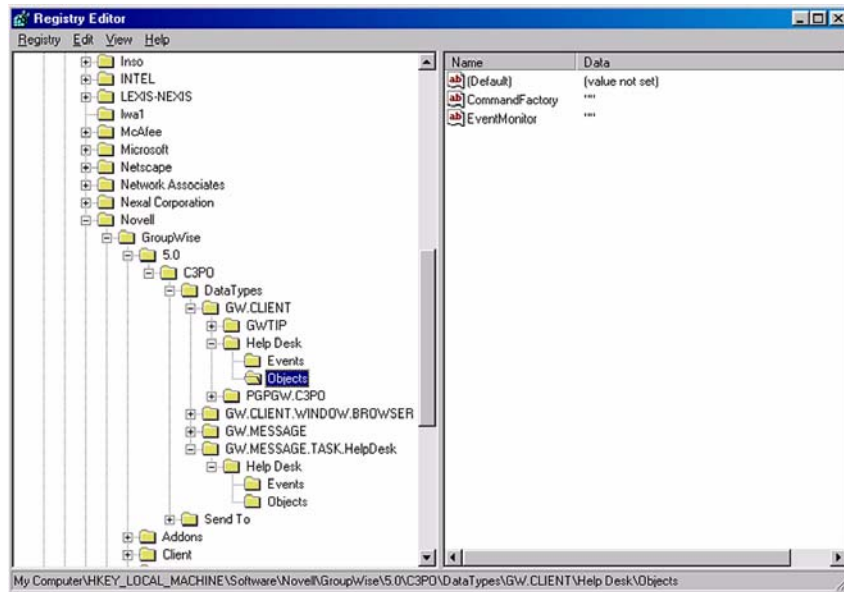 Registry Editor
Registry Edit View Help
Inso
INTEL
LEXIS-NEXIS
lwa1
McAfee
Microsoft
Netscape
Network Associates
Nexal Corporation
Novell
GroupWise
5.0
C3PO
DataTypes
GW.CLIENT
GWTIP
Help Desk
Events
Objects
PGPGW.C3PO
GW.CLIENT.WINDOW.BROWSER
GW.MESSAGE
GW.MESSAGE.TASK.HelpDesk
Help Desk
Events
Objects
Send To
Addons
Client
Name Data
(Default) (value not set)
CommandFactory ""
EventMonitor ""
My Computer\HKEY_LOCAL_MACHINE\Software\Novell\GroupWise\5.0\C3PO\DataTypes\GW.CLIENT\Help Desk\Objects